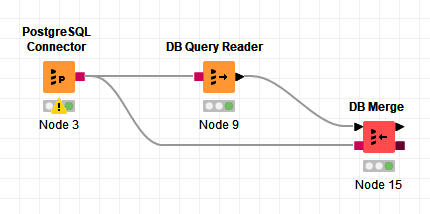 PostgreSQL
Connector
P
Node 3
DB Query Reader
Node 9
DB Merge
Node 15